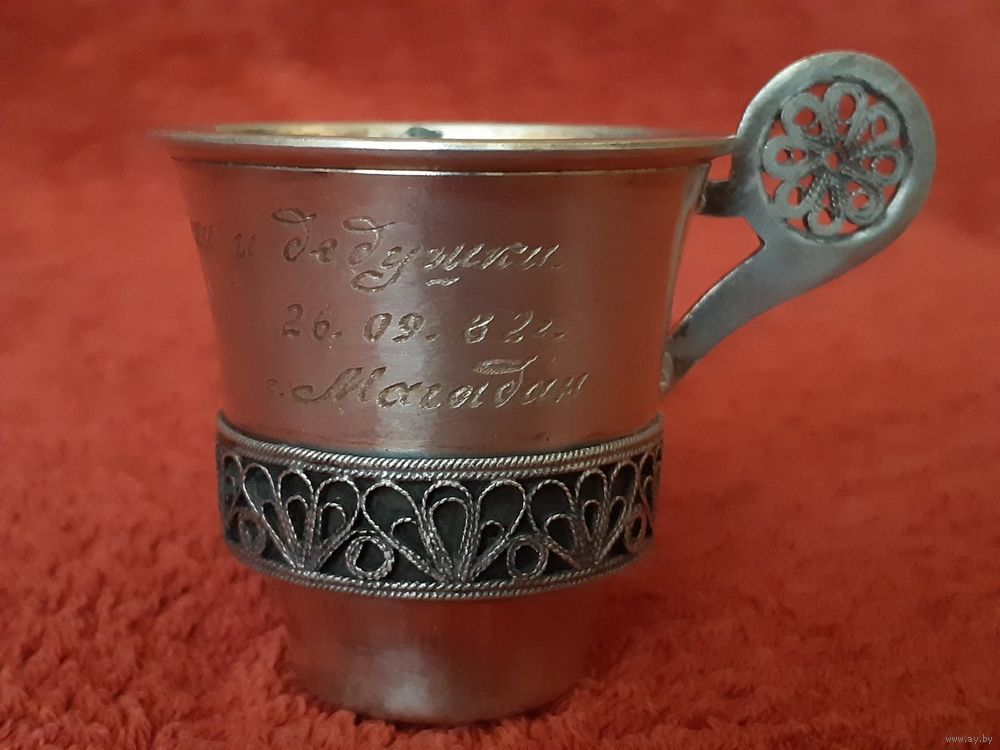 и дедушки
26.09.82г.
г. Магадан
www.ay.by